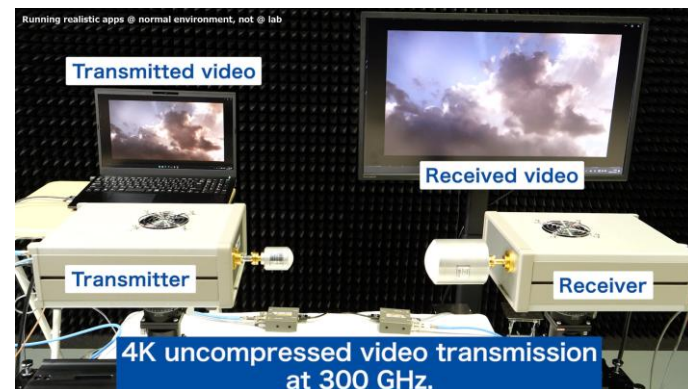 Running realistic apps @ normal environment, not @ lab
Transmitted video
Received video
Transmitter
Receiver
4K uncompressed video transmission
at 300 GHz.